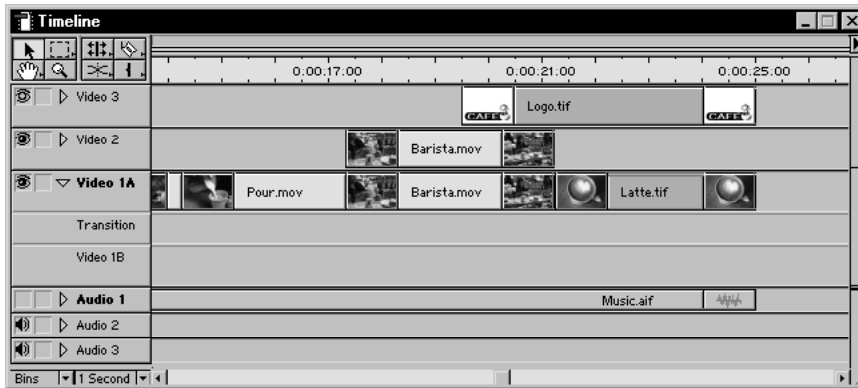 Timeline
0:00:17:00 0:00:21:00 0:00:25:00
Video 3 CAFE Logo.tif CAFE
Video 2 Barista.mov
Video 1A Pour.mov Barista.mov Latte.tif
Transition
Video 1B
Audio 1 Music.aif
Audio 2
Audio 3
Bins 1 Second